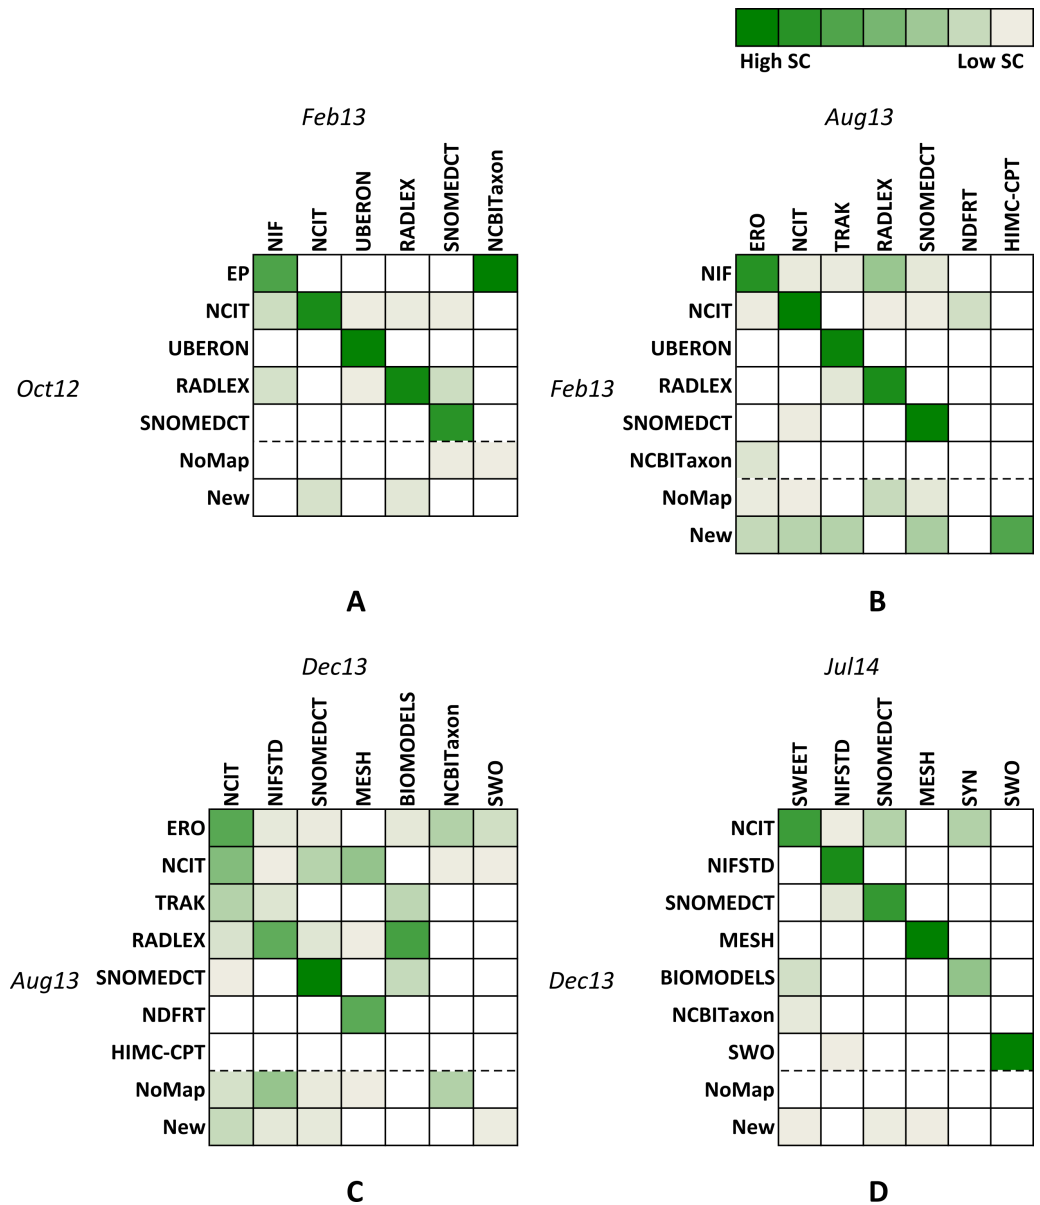 High SC
Low SC
Feb13
NIF
NCIT
UBERON
RADLEX
SNOMEDCT
NCBITaxon
Oct12
EP
NCIT
UBERON
RADLEX
SNOMEDCT
NoMap
New
A
Aug13
ERO
NCIT
TRAK
RADLEX
SNOMEDCT
NDFRT
HIMC-CPT
Feb13
NIF
NCIT
UBERON
RADLEX
SNOMEDCT
NCBITaxon
NoMap
New
B
Dec13
NCIT
NIFSTD
SNOMEDCT
MESH
BIOMODELS
NCBITaxon
SWO
Aug13
ERO
NCIT
TRAK
RADLEX
SNOMEDCT
NDFRT
HIMC-CPT
NoMap
New
C
Jul14
SWEET
NIFSTD
SNOMEDCT
MESH
SYN
SWO
Dec13
NCIT
NIFSTD
SNOMEDCT
MESH
BIOMODELS
NCBITaxon
SWO
NoMap
New
D